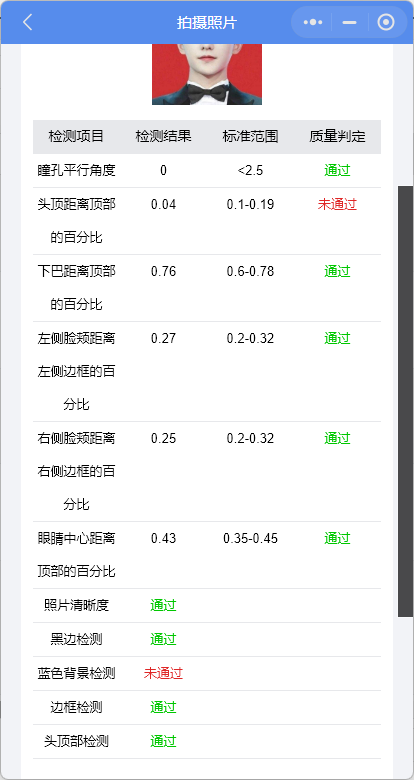 拍摄照片
检测项目 检测结果 标准范围 质量判定
瞳孔平行角度 0 <2.5 通过
头顶距离顶部 0.04 0.1-0.19 未通过
的百分比
下巴距离顶部 0.76 0.6-0.78 通过
的百分比
左侧脸颊距离 0.27 0.2-0.32 通过
左侧边框的百
分比
右侧脸颊距离 0.25 0.2-0.32 通过
右侧边框的百
分比
眼睛中心距离 0.43 0.35-0.45 通过
顶部的百分比
照片清晰度 通过
黑边检测 通过
蓝色背景检测 未通过
边框检测 通过
头顶部检测 通过